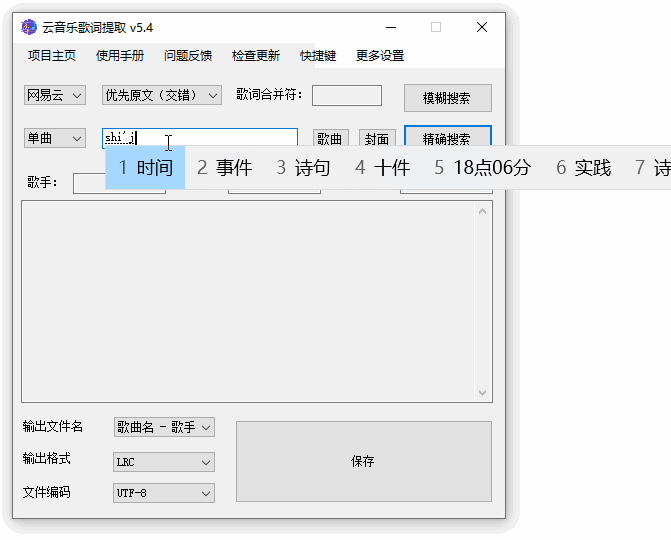 云音乐歌词提取 v5.4
项目主页 使用手册 问题反馈 检查更新 快捷键 更多设置
网易云 优先原文（交错） 歌词合并符： 模糊搜索
单曲 shi'j 歌曲 封面 精确搜索
1 时间 2 事件 3 诗句 4 十件 5 18点06分 6 实践 7 诗
歌手：
输出文件名 歌曲名 - 歌手
输出格式 LRC
保存
文件编码 UTF-8